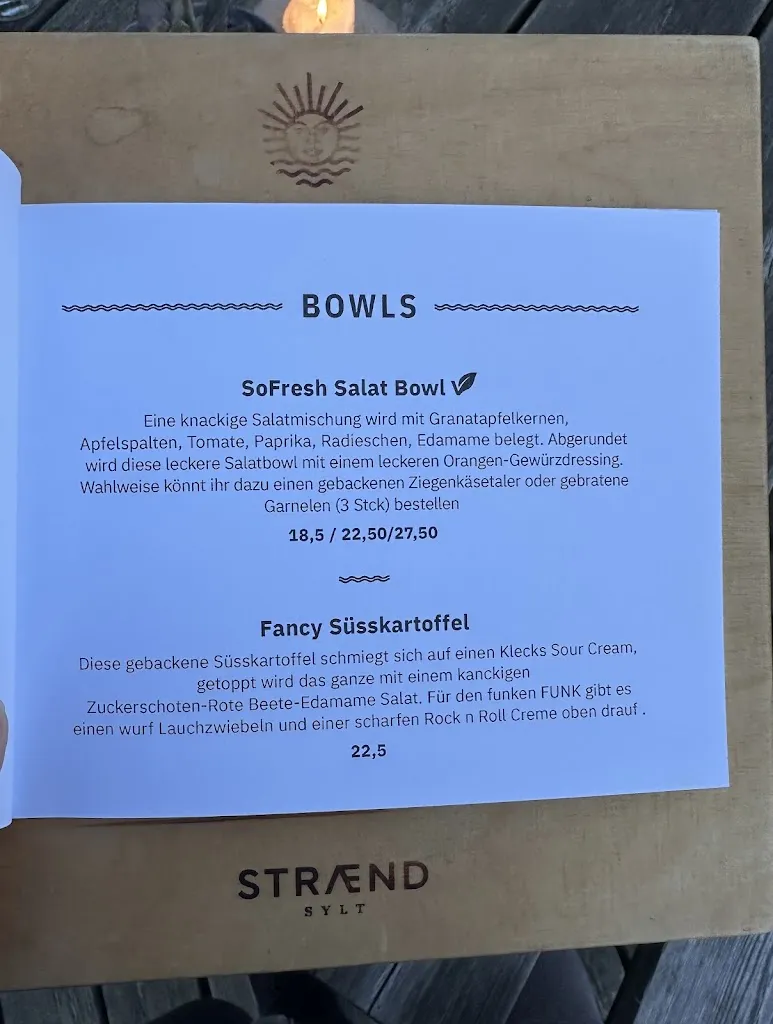 BOWLS
SoFresh Salat Bowl
Eine knackige Salatmischung wird mit Granatapfelkernen,
Apfelspalten, Tomate, Paprika, Radieschen, Edamame belegt. Abgerundet
wird diese leckere Salatbowl mit einem leckeren Orangen-Gewürzdressing.
Wahlweise könnt ihr dazu einen gebackenen Ziegenkäsetaler oder gebratene
Garnelen (3 Stck) bestellen
18,5 / 22,50/27,50
Fancy Süsskartoffel
Diese gebackene Süsskartoffel schmiegt sich auf einen Klecks Sour Cream,
getoppt wird das ganze mit einem kanckigen
Zuckerschoten-Rote Beete-Edamame Salat. Für den funken FUNK gibt es
einen wurf Lauchzwiebeln und einer scharfen Rock n Roll Creme oben drauf .
22,5
STRÆND
SYLT